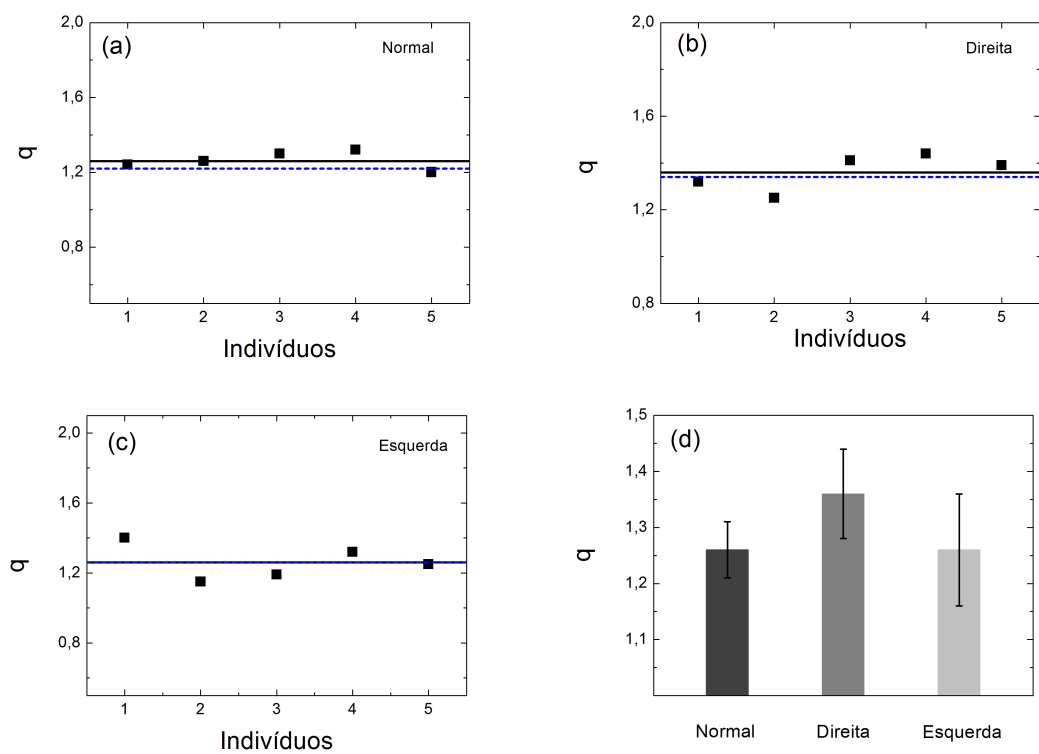 (a)
Normal
2,0
1,6
1,2
0,8
q
1 2 3 4 5
Indivíduos
(b)
Direita
2,0
1,6
1,2
0,8
q
1 2 3 4 5
Indivíduos
(c)
Esquerda
2,0
1,6
1,2
0,8
q
1 2 3 4 5
Indivíduos
(d)
1,5
1,4
1,3
1,2
1,1
q
Normal Direita Esquerda